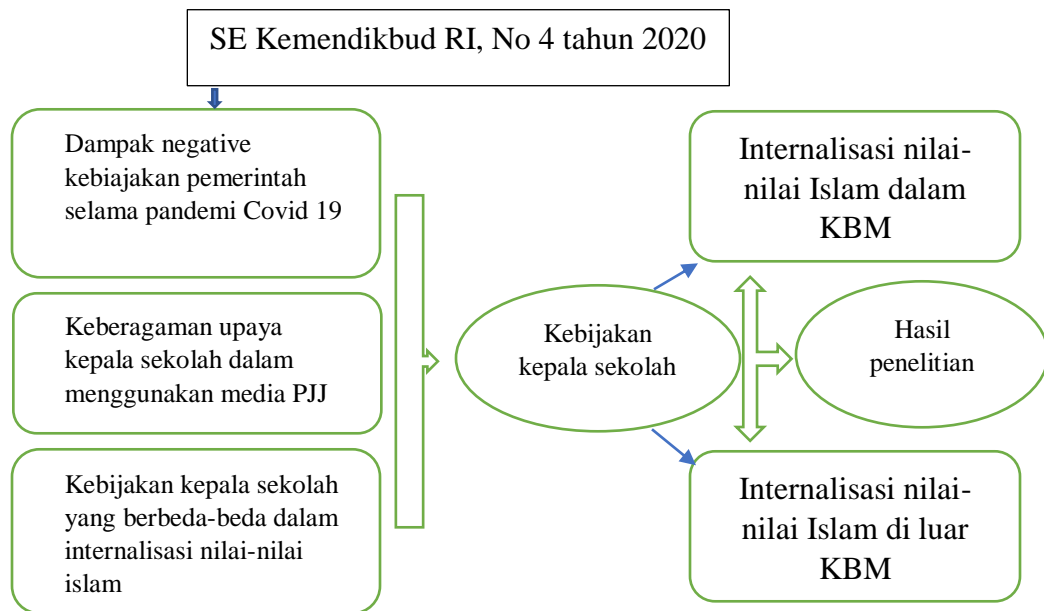 SE Kemendikbud RI, No 4 tahun 2020
Dampak negative
kebiajakan pemerintah
selama pandemi Covid 19
Keberagaman upaya
kepala sekolah dalam
menggunakan media PJJ
Kebijakan kepala sekolah
yang berbeda-beda dalam
internalisasi nilai-nilai
islam
Kebijakan
kepala sekolah
Internalisasi nilai-
nilai Islam dalam
KBM
Hasil
penelitian
Internalisasi nilai-
nilai Islam di luar
KBM